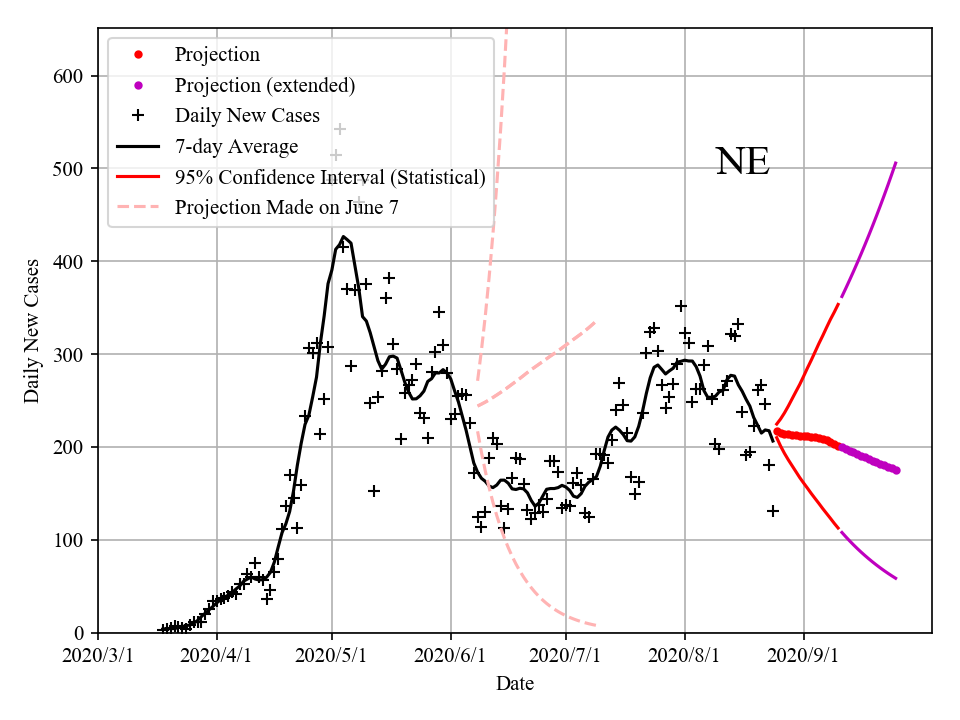 600
500
400
300
200
100
0
Daily New Cases
Projection
Projection (extended)
Daily New Cases
7-day Average
95% Confidence Interval (Statistical)
Projection Made on June 7
NE
2020/3/1 2020/4/1 2020/5/1 2020/6/1 2020/7/1 2020/8/1 2020/9/1
Date